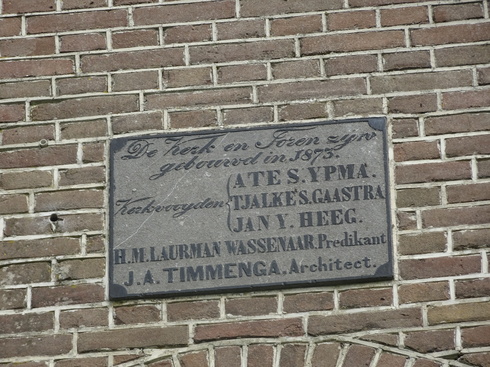 De Kerk en Toren zyn
gebouwd in 1875.
ATE S. YPMA.
Kerkvoogden TJALKE S. GAASTRA
JAN Y. HEEG.
H.M. LAURMAN WASSENAAR. Predikant
J. A. TIMMENGA. Architect.